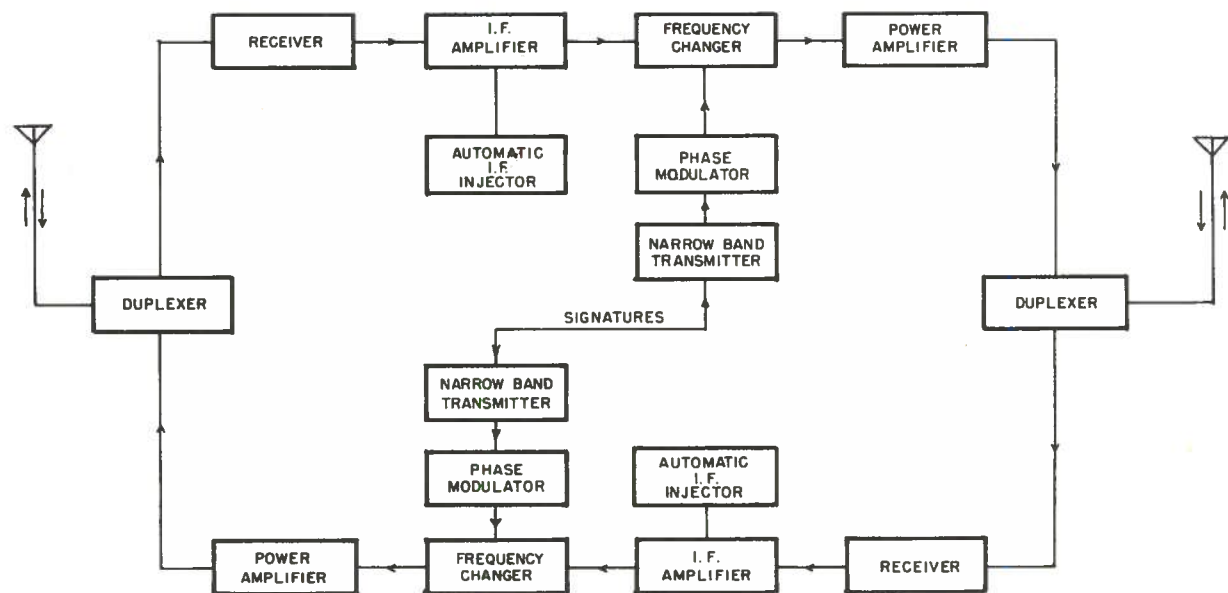 RECEIVER
I.F.
AMPLIFIER
FREQUENCY
CHANGER
POWER
AMPLIFIER
AUTOMATIC
I.F.
INJECTOR
PHASE
MODULATOR
NARROW BAND
TRANSMITTER
DUPLEXER
DUPLEXER
SIGNATURES
NARROW BAND
TRANSMITTER
PHASE
MODULATOR
AUTOMATIC
I.F.
INJECTOR
POWER
AMPLIFIER
FREQUENCY
CHANGER
I.F.
AMPLIFIER
RECEIVER